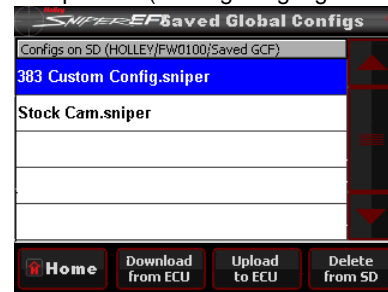 Holley
SNIPER EFI Saved Global Configs
Configs on SD (HOLLEY/FW0100/Saved GCF)
383 Custom Config.sniper
Stock Cam.sniper
Home
Download from ECU
Upload to ECU
Delete from SD